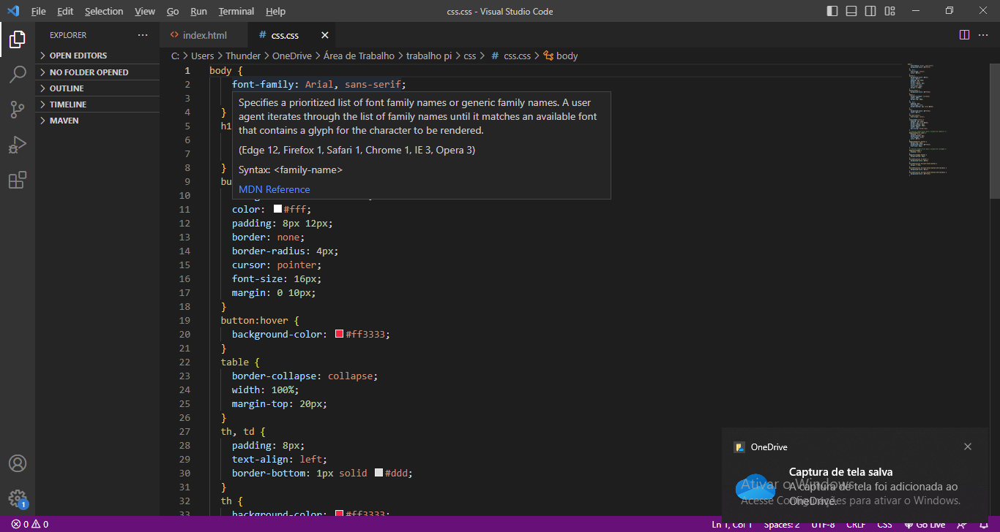 File Edit Selection View Go Run Terminal Help
css.css - Visual Studio Code
EXPLORER
index.html
# css.css
OPEN EDITORS
NO FOLDER OPENED
OUTLINE
TIMELINE
MAVEN
C: > Users > Thunder > OneDrive > Área de Trabalho > trabalho pi > css > # css.css > body
1 body {
2 font-family: Arial, sans-serif;
Specifies a prioritized list of font family names or generic family names. A user
agent iterates through the list of family names until it matches an available font
that contains a glyph for the character to be rendered.
(Edge 12, Firefox 1, Safari 1, Chrome 1, IE 3, Opera 3)
Syntax: <family-name>
MDN Reference
3
4 }
5 h1
6
7
8 }
9 bu
10
11 color: #fff;
12 padding: 8px 12px;
13 border: none;
14 border-radius: 4px;
15 cursor: pointer;
16 font-size: 16px;
17 margin: 0 10px;
18 }
19 button:hover {
20 background-color: #ff3333;
21 }
22 table {
23 border-collapse: collapse;
24 width: 100%;
25 margin-top: 20px;
26 }
27 th, td {
28 padding: 8px;
29 text-align: left;
30 border-bottom: 1px solid #ddd;
31 }
32 th {
33 background-color: #ff3333;
OneDrive
Captura de tela salva
A captura de tela foi adicionada ao
OneDrive.
Ativar o Windows
Acesse Configurações para ativar o Windows.
1
0 0
Ln 1, Col 1 Spaces: 2 UTF-8 CRLF CSS Go Live